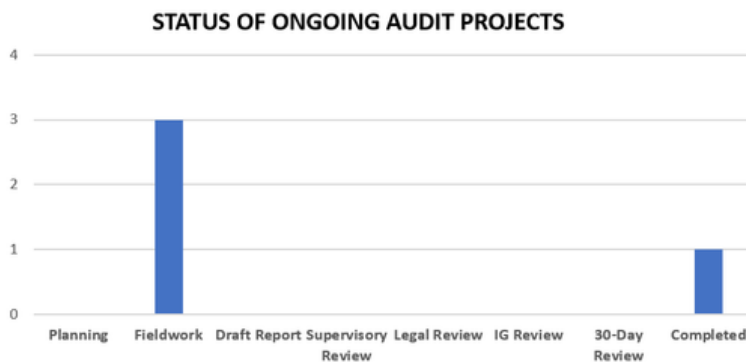 STATUS OF ONGOING AUDIT PROJECTS
4
3
2
1
0
Planning Fieldwork Draft Report Supervisory Legal Review IG Review 30-Day Completed
Review Review